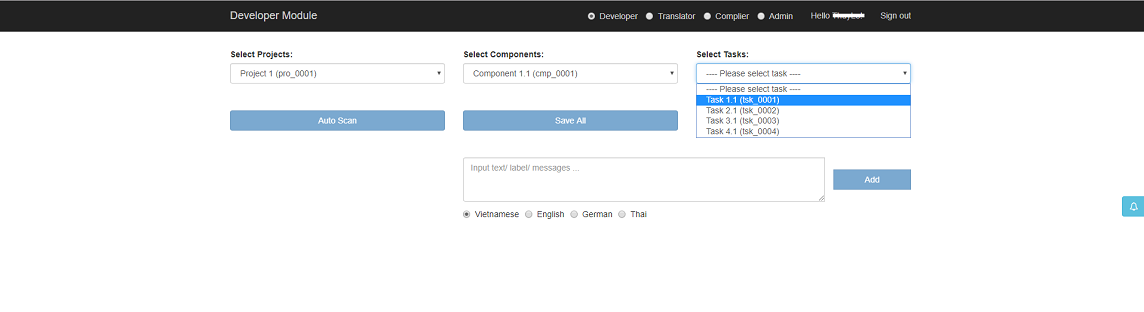 Developer Module
Developer Translator Complier Admin Hello Sign out
Select Projects: Select Components: Select Tasks:
Project 1 (pro_0001) Component 1.1 (cmp_0001) ---- Please select task ----
---- Please select task ----
Task 1.1 (tsk_0001)
Task 2.1 (tsk_0002)
Task 3.1 (tsk_0003)
Task 4.1 (tsk_0004)
Auto Scan Save All
Input text/ label/ messages ...
Add
Vietnamese English German Thai